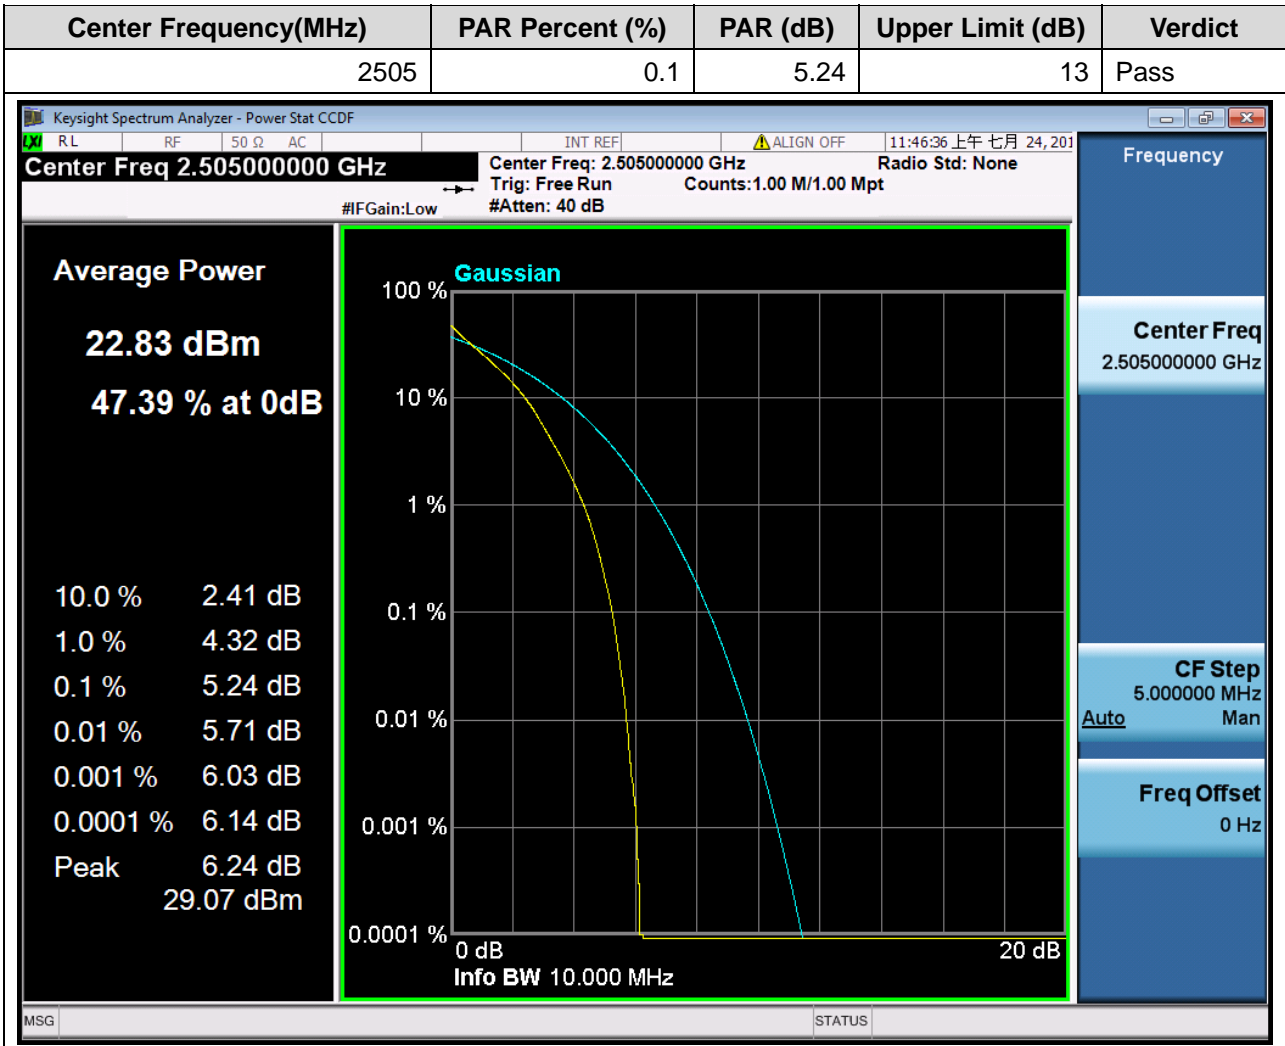 Center Frequency(MHz) PAR Percent (%) PAR (dB) Upper Limit (dB) Verdict
2505 0.1 5.24 13 Pass
Keysight Spectrum Analyzer - Power Stat CCDF
LXI RL RF 50 Ω AC INT REF ALIGN OFF 11:46:36 上午 七月 24, 201
Center Freq 2.505000000 GHz
Center Freq: 2.505000000 GHz Radio Std: None
Trig: Free Run Counts:1.00 M/1.00 Mpt
#IFGain:Low #Atten: 40 dB
Average Power
22.83 dBm
47.39 % at 0dB
10.0 % 2.41 dB
1.0 % 4.32 dB
0.1 % 5.24 dB
0.01 % 5.71 dB
0.001 % 6.03 dB
0.0001 % 6.14 dB
Peak 6.24 dB
29.07 dBm
Gaussian
100 %
10 %
1 %
0.1 %
0.01 %
0.001 %
0.0001 %
0 dB 20 dB
Info BW 10.000 MHz
Frequency
Center Freq
2.505000000 GHz
CF Step
5.000000 MHz
Auto Man
Freq Offset
0 Hz
MSG STATUS